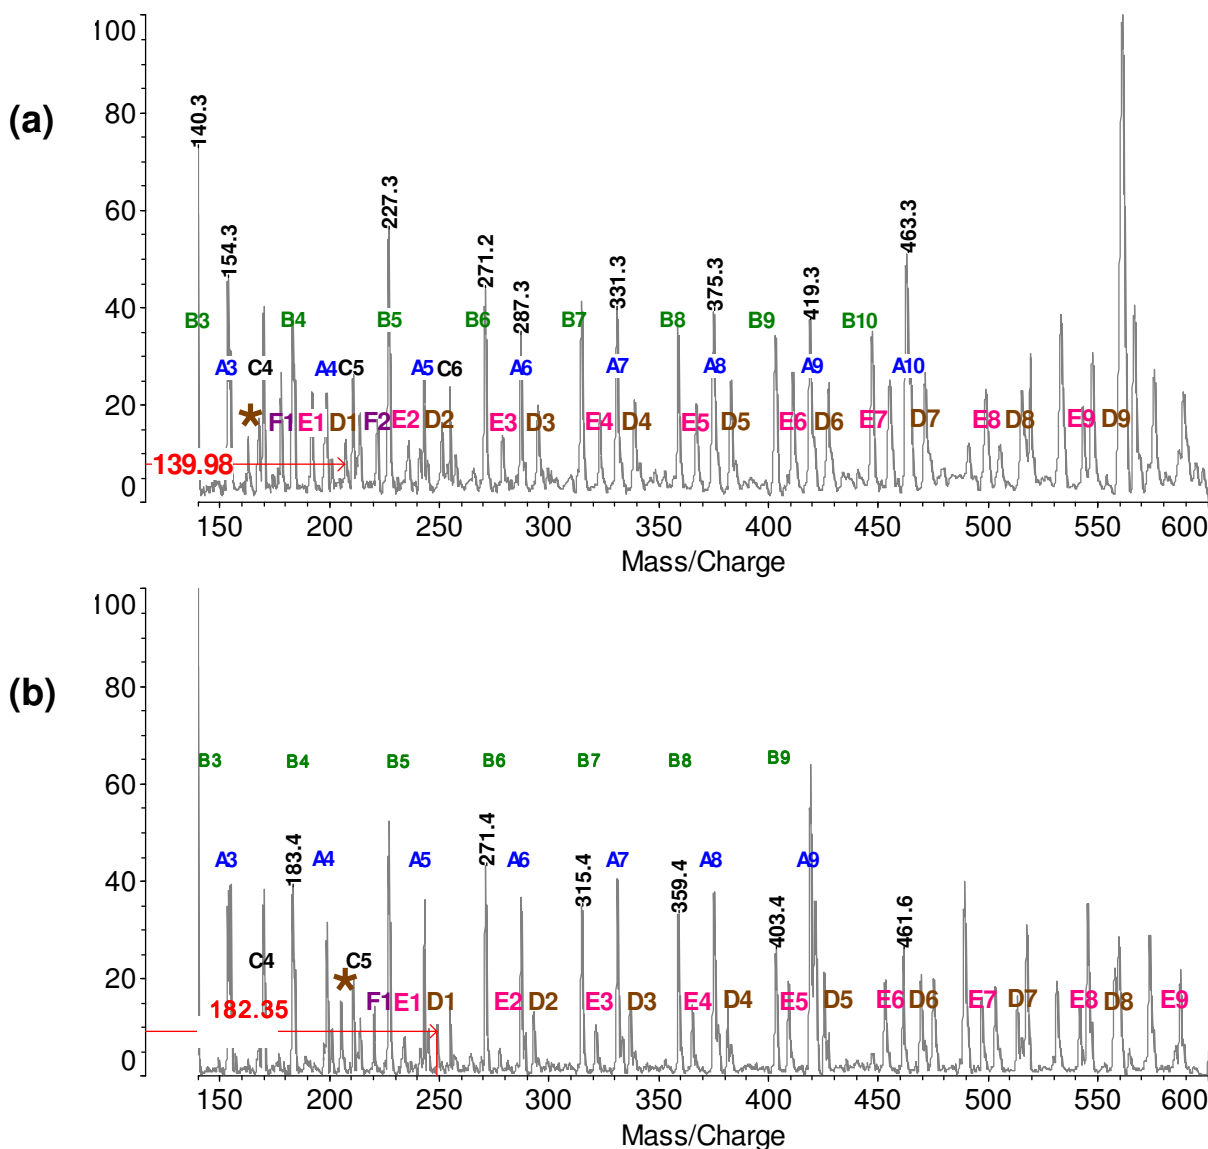 (a)
100
80
60
40
20
0
140.3
154.3
227.3
271.2
287.3
331.3
375.3
419.3
463.3
B3 B4 B5 B6 B7 B8 B9 B10
A3 C4 A4 C5 A5 C6 A6 A7 A8 A9 A10
F1 E1 D1 F2 E2 D2 E3 D3 E4 D4 E5 D5 E6 D6 E7 D7 E8 D8 E9 D9
139.98
150 200 250 300 350 400 450 500 550 600
Mass/Charge
(b)
100
80
60
40
20
0
B3 B4 B5 B6 B7 B8 B9
183.4
271.4
315.4
359.4
403.4
461.6
A3 A4 A5 A6 A7 A8 A9
C4 C5
182.35
F1 E1 D1 E2 D2 E3 D3 E4 D4 E5 D5 E6 D6 E7 D7 E8 D8 E9
150 200 250 300 350 400 450 500 550 600
Mass/Charge